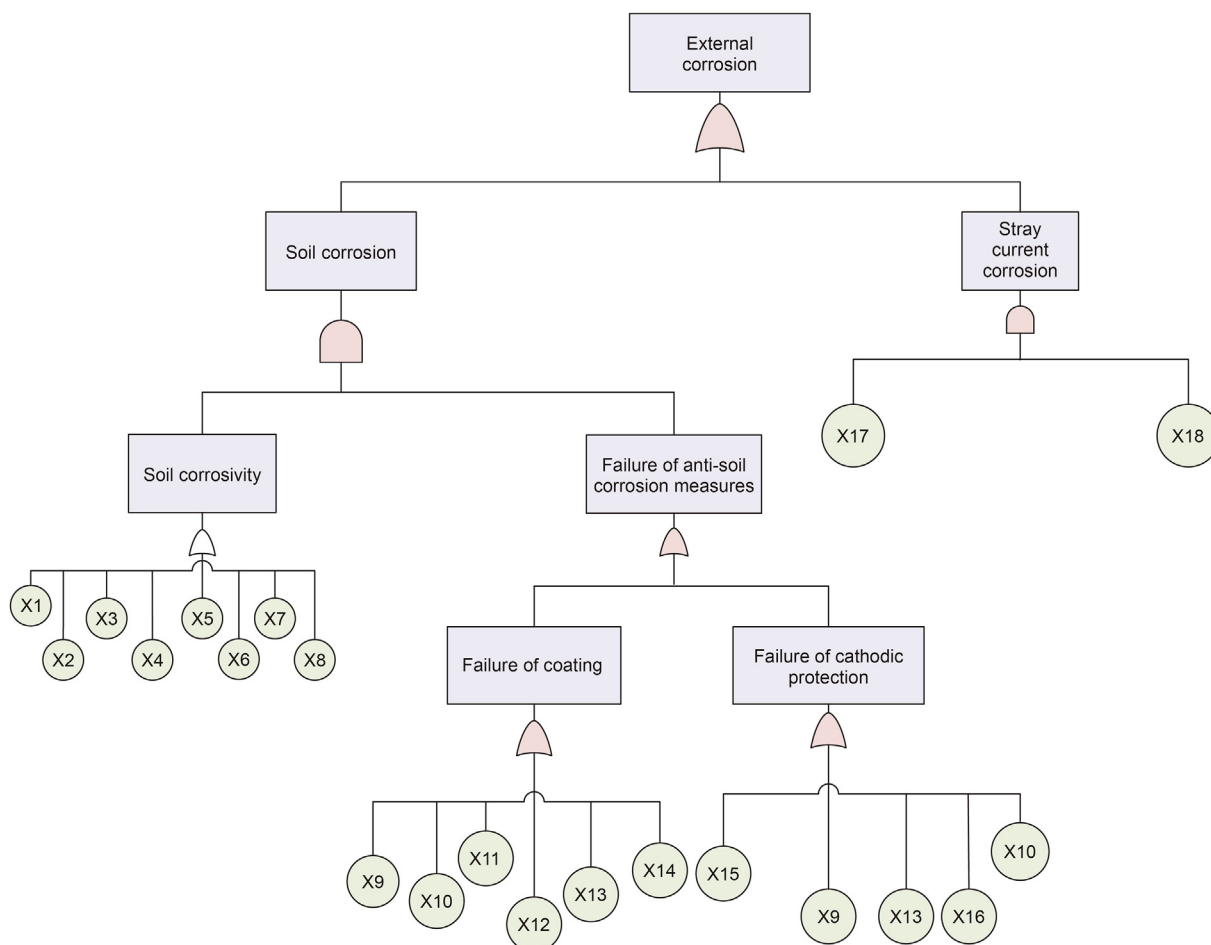 External
corrosion
Soil corrosion
Stray
current
corrosion
X17
X18
Soil corrosivity
Failure of anti-soil
corrosion measures
X1
X2
X3
X4
X5
X6
X7
X8
Failure of coating
Failure of cathodic
protection
X9
X10
X11
X12
X13
X14
X15
X9
X13
X16
X10